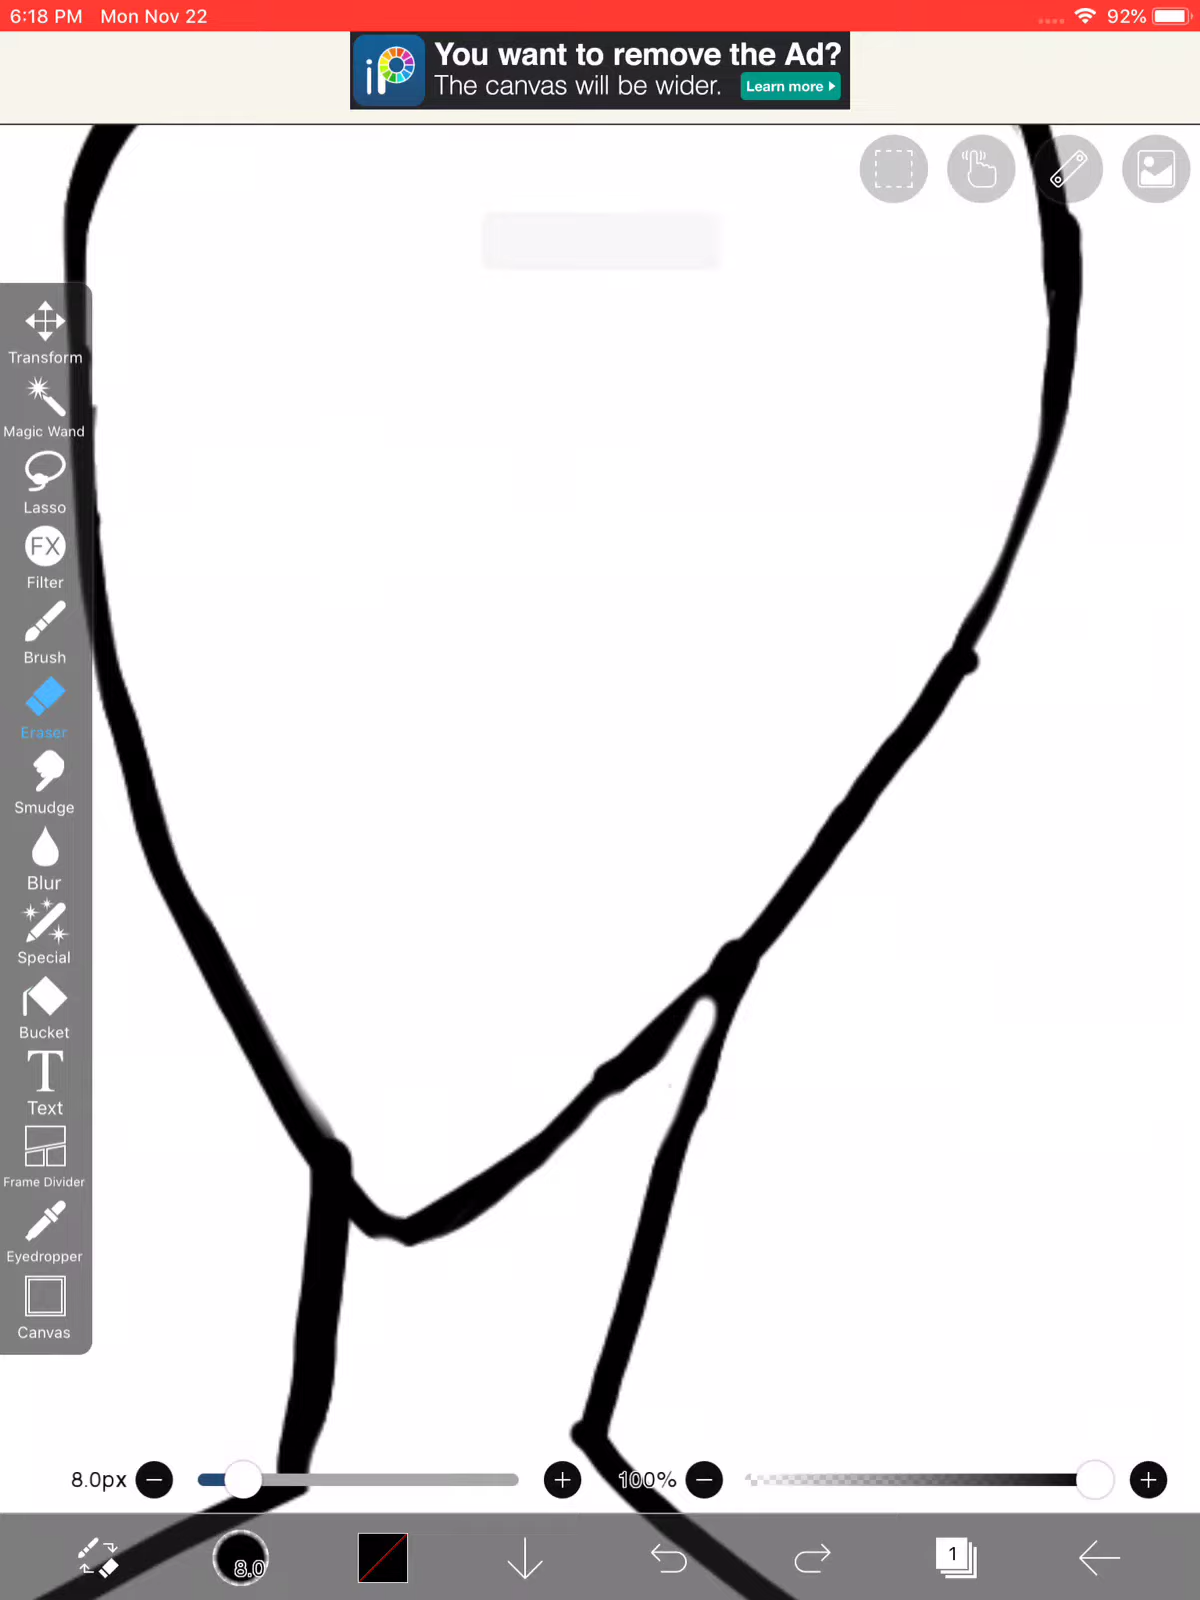 6:18 PM Mon Nov 22
92%
iP
You want to remove the Ad?
The canvas will be wider.
Learn more
Transform
Magic Wand
Lasso
FX
Filter
Brush
Eraser
Smudge
Blur
Special
Bucket
T
Text
Frame Divider
Eyedropper
Canvas
8.0px
100%
8.0
1